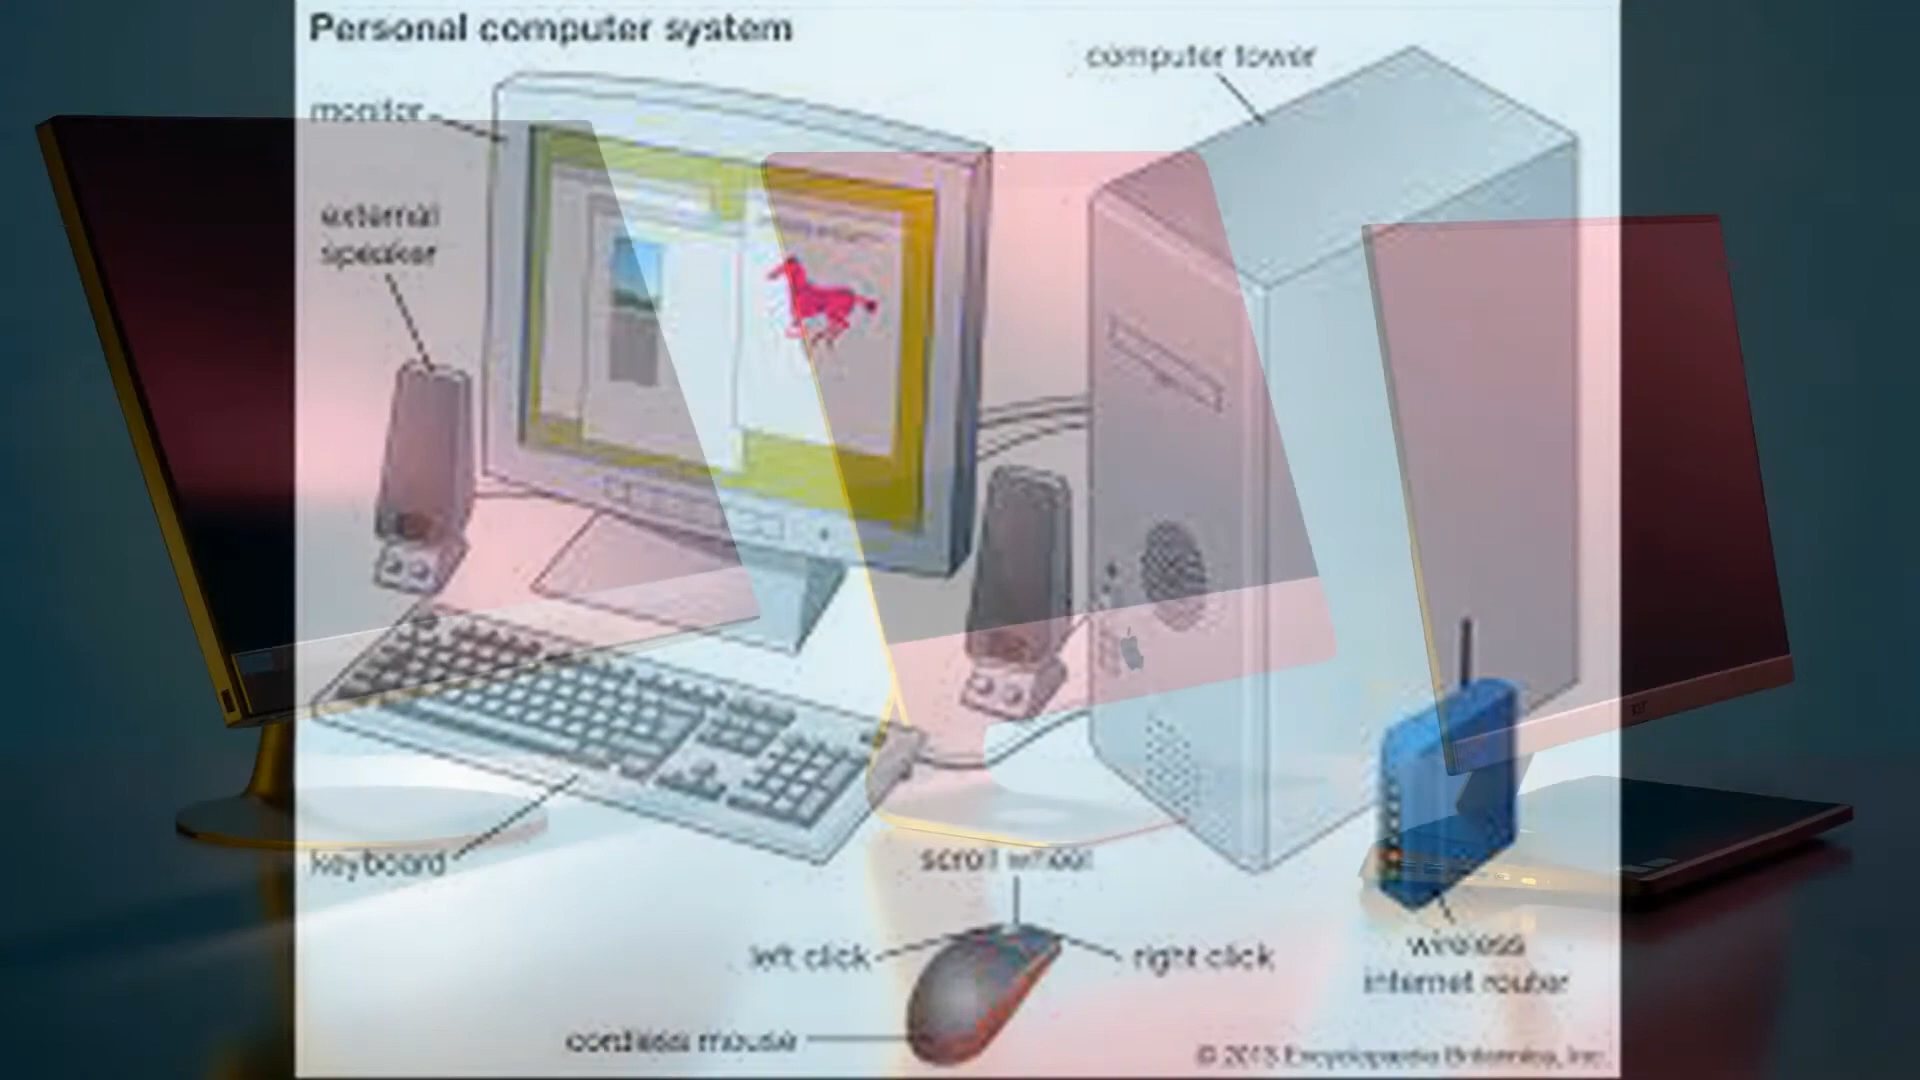 Personal computer system
computer tower
monitor
external
speaker
keyboard
scroll wheel
left click
right click
wireless
internet router
cordless mouse
© 2013 Encyclopædia Britannica, Inc.